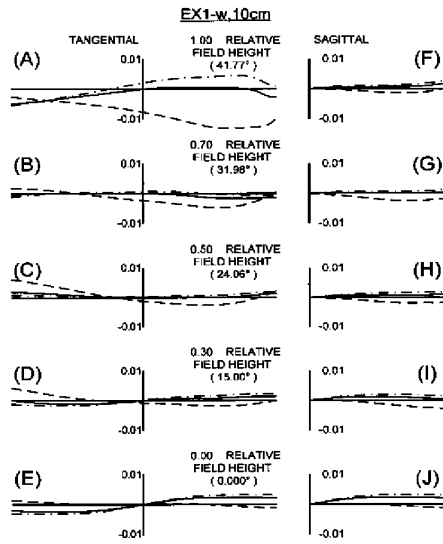 EX1-w,10cm
TANGENTIAL 1.00 RELATIVE SAGITTAL
(A) 0.01 FIELD HEIGHT 0.01 (F)
(41.77°)
-0.01 -0.01
0.70 RELATIVE
(B) 0.01 FIELD HEIGHT 0.01 (G)
(31.98°)
-0.01 -0.01
0.50 RELATIVE
(C) 0.01 FIELD HEIGHT 0.01 (H)
(24.06°)
-0.01 -0.01
0.30 RELATIVE
(D) 0.01 FIELD HEIGHT 0.01 (I)
(15.00°)
-0.01 -0.01
0.00 RELATIVE
(E) 0.01 FIELD HEIGHT 0.01 (J)
(0.000°)
-0.01 -0.01